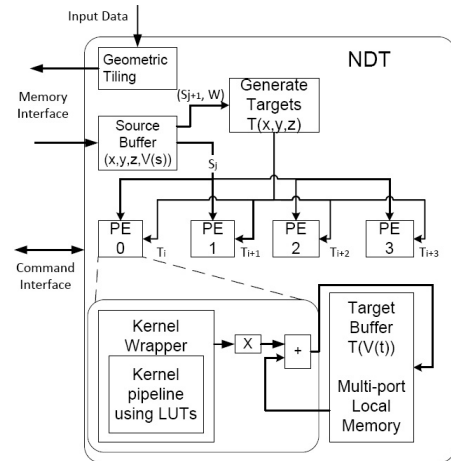 Input Data
NDT
Geometric
Tiling
(Sj+1, W)
Generate
Targets
T(x,y,z)
Memory
Interface
Source
Buffer
(x,y,z,V(s))
Sj
PE
0
PE
1
PE
2
PE
3
Ti
Ti+1
Ti+2
Ti+3
Command
Interface
Kernel
Wrapper
Kernel
pipeline
using LUTs
X
+
Target
Buffer
T(V(t))
Multi-port
Local
Memory